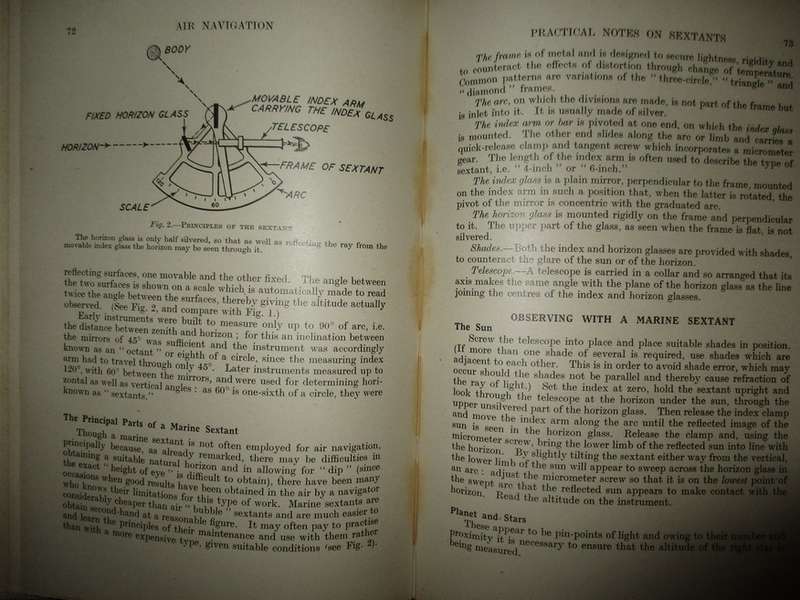 72
AIR NAVIGATION
BODY
MOVABLE INDEX ARM
CARRYING THE INDEX GLASS
FIXED HORIZON GLASS
TELESCOPE
HORIZON
FRAME OF SEXTANT
ARC
SCALE
60
0
Fig. 2.—PRINCIPLES OF THE SEXTANT
The horizon glass is only half silvered, so that as well as reflecting the ray from the
movable index glass the horizon may be seen through it.
reflecting surfaces, one movable and the other fixed. The angle between
the two surfaces is shown on a scale which is automatically made to read
twice the angle between the surfaces, thereby giving the altitude actually
observed. (See Fig. 2, and compare with Fig. 1.)
Early instruments were built to measure only up to 90° of arc, i.e.
the distance between zenith and horizon ; for this an inclination between
the mirrors of 45° was sufficient and the instrument was accordingly
known as an " octant " or eighth of a circle, since the measuring index
arm had to travel through only 45°. Later instruments measured up to
120°, with 60° between the mirrors, and were used for determining hori-
zontal as well as vertical angles : as 60° is one-sixth of a circle, they were
known as " sextants."
The Principal Parts of a Marine Sextant
Though a marine sextant is not often employed for air navigation,
principally because, as already remarked, there may be difficulties in
obtaining a suitable natural horizon and in allowing for " dip " (since
the exact " height of eye " is difficult to obtain), there have been many
occasions when good results have been obtained in the air by a navigator
who knows their limitations for this type of work. Marine sextants are
considerably cheaper than air " bubble " sextants and are much easier to
obtain second-hand at a reasonable figure. It may often pay to practise
and learn the principles of their maintenance and use with them rather
than with a more expensive type, given suitable conditions (see Fig. 2).
PRACTICAL NOTES ON SEXTANTS
73
The frame is of metal and is designed to secure lightness, rigidity and
to counteract the effects of distortion through change of temperature.
Common patterns are variations of the " three-circle," " triangle " and
" diamond " frames.
The arc, on which the divisions are made, is not part of the frame but
is inlet into it. It is usually made of silver.
The index arm or bar is pivoted at one end, on which the index glass
is mounted. The other end slides along the arc or limb and carries a
quick-release clamp and tangent screw which incorporates a micrometer
gear. The length of the index arm is often used to describe the type of
sextant, i.e. " 4-inch " or " 6-inch."
The index glass is a plain mirror, perpendicular to the frame, mounted
on the index arm in such a position that, when the latter is rotated, the
pivot of the mirror is concentric with the graduated arc.
The horizon glass is mounted rigidly on the frame and perpendicular
to it. The upper part of the glass, as seen when the frame is flat, is not
silvered.
Shades.—Both the index and horizon glasses are provided with shades,
to counteract the glare of the sun or of the horizon.
Telescope.—A telescope is carried in a collar and so arranged that its
axis makes the same angle with the plane of the horizon glass as the line
joining the centres of the index and horizon glasses.
OBSERVING WITH A MARINE SEXTANT
The Sun
Screw the telescope into place and place suitable shades in position.
(If more than one shade of several is required, use shades which are
adjacent to each other. This is in order to avoid shade error, which may
occur should the shades not be parallel and thereby cause refraction of
the ray of light.) Set the index at zero, hold the sextant upright and
look through the telescope at the horizon under the sun, through the
upper unsilvered part of the horizon glass. Then release the index clamp
and move the index arm along the arc until the reflected image of the
sun is seen in the horizon glass. Release the clamp and, using the
micrometer screw, bring the lower limb of the reflected sun into line with
the horizon. By slightly tilting the sextant either way from the vertical,
the lower limb of the sun will appear to sweep across the horizon glass in
an arc ; adjust the micrometer screw so that it is on the lowest point of
the swept arc that the reflected sun appears to make contact with the
horizon. Read the altitude on the instrument.
Planet and Stars
These appear to be pin-points of light and owing to their number and
proximity it is necessary to ensure that the altitude of the right star is
being measured.